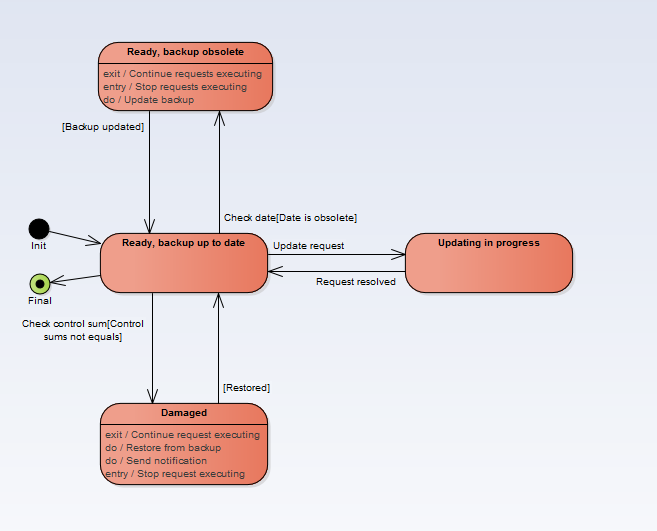 Ready, backup obsolete
exit / Continue requests executing
entry / Stop requests executing
do / Update backup
[Backup updated]
Check date[Date is obsolete]
Init
Ready, backup up to date
Update request
Updating in progress
Request resolved
Final
Check control sum[Control
sums not equals]
[Restored]
Damaged
exit / Continue request executing
do / Restore from backup
do / Send notification
entry / Stop request executing